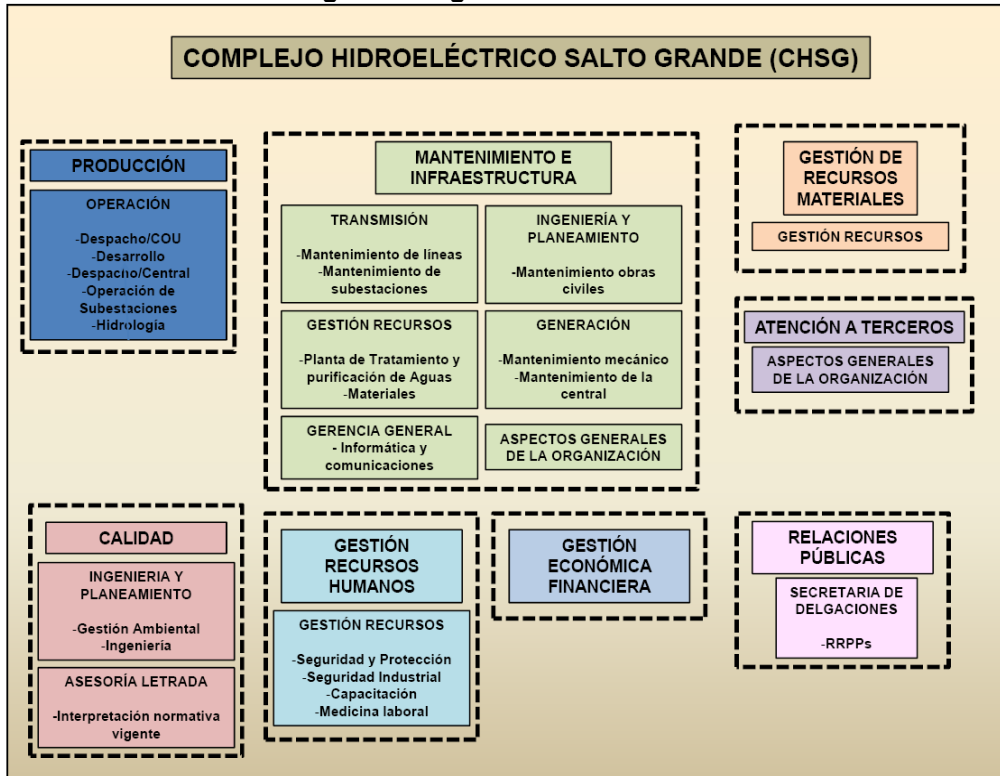 COMPLEJO HIDROELÉCTRICO SALTO GRANDE (CHSG)
PRODUCCIÓN
OPERACIÓN
-Despacho/COU
-Desarrollo
-Despacho/Central
-Operación de
Subestaciones
-Hidrología
MANTENIMIENTO E
INFRAESTRUCTURA
TRANSMISIÓN
-Mantenimiento de líneas
-Mantenimiento de
subestaciones
INGENIERÍA Y
PLANEAMIENTO
-Mantenimiento obras
civiles
GESTIÓN RECURSOS
-Planta de Tratamiento y
purificación de Aguas
-Materiales
GENERACIÓN
-Mantenimiento mecánico
-Mantenimiento de la
central
GERENCIA GENERAL
- Informática y
comunicaciones
ASPECTOS GENERALES
DE LA ORGANIZACIÓN
GESTIÓN DE
RECURSOS
MATERIALES
GESTIÓN RECURSOS
ATENCIÓN A TERCEROS
ASPECTOS GENERALES
DE LA ORGANIZACIÓN
CALIDAD
INGENIERIA Y
PLANEAMIENTO
-Gestión Ambiental
-Ingeniería
ASESORÍA LETRADA
-Interpretación normativa
vigente
GESTIÓN
RECURSOS
HUMANOS
GESTIÓN RECURSOS
-Seguridad y Protección
-Seguridad Industrial
-Capacitación
-Medicina laboral
GESTIÓN
ECONÓMICA
FINANCIERA
RELACIONES
PÚBLICAS
SECRETARIA DE
DELGACIONES
-RRPPs